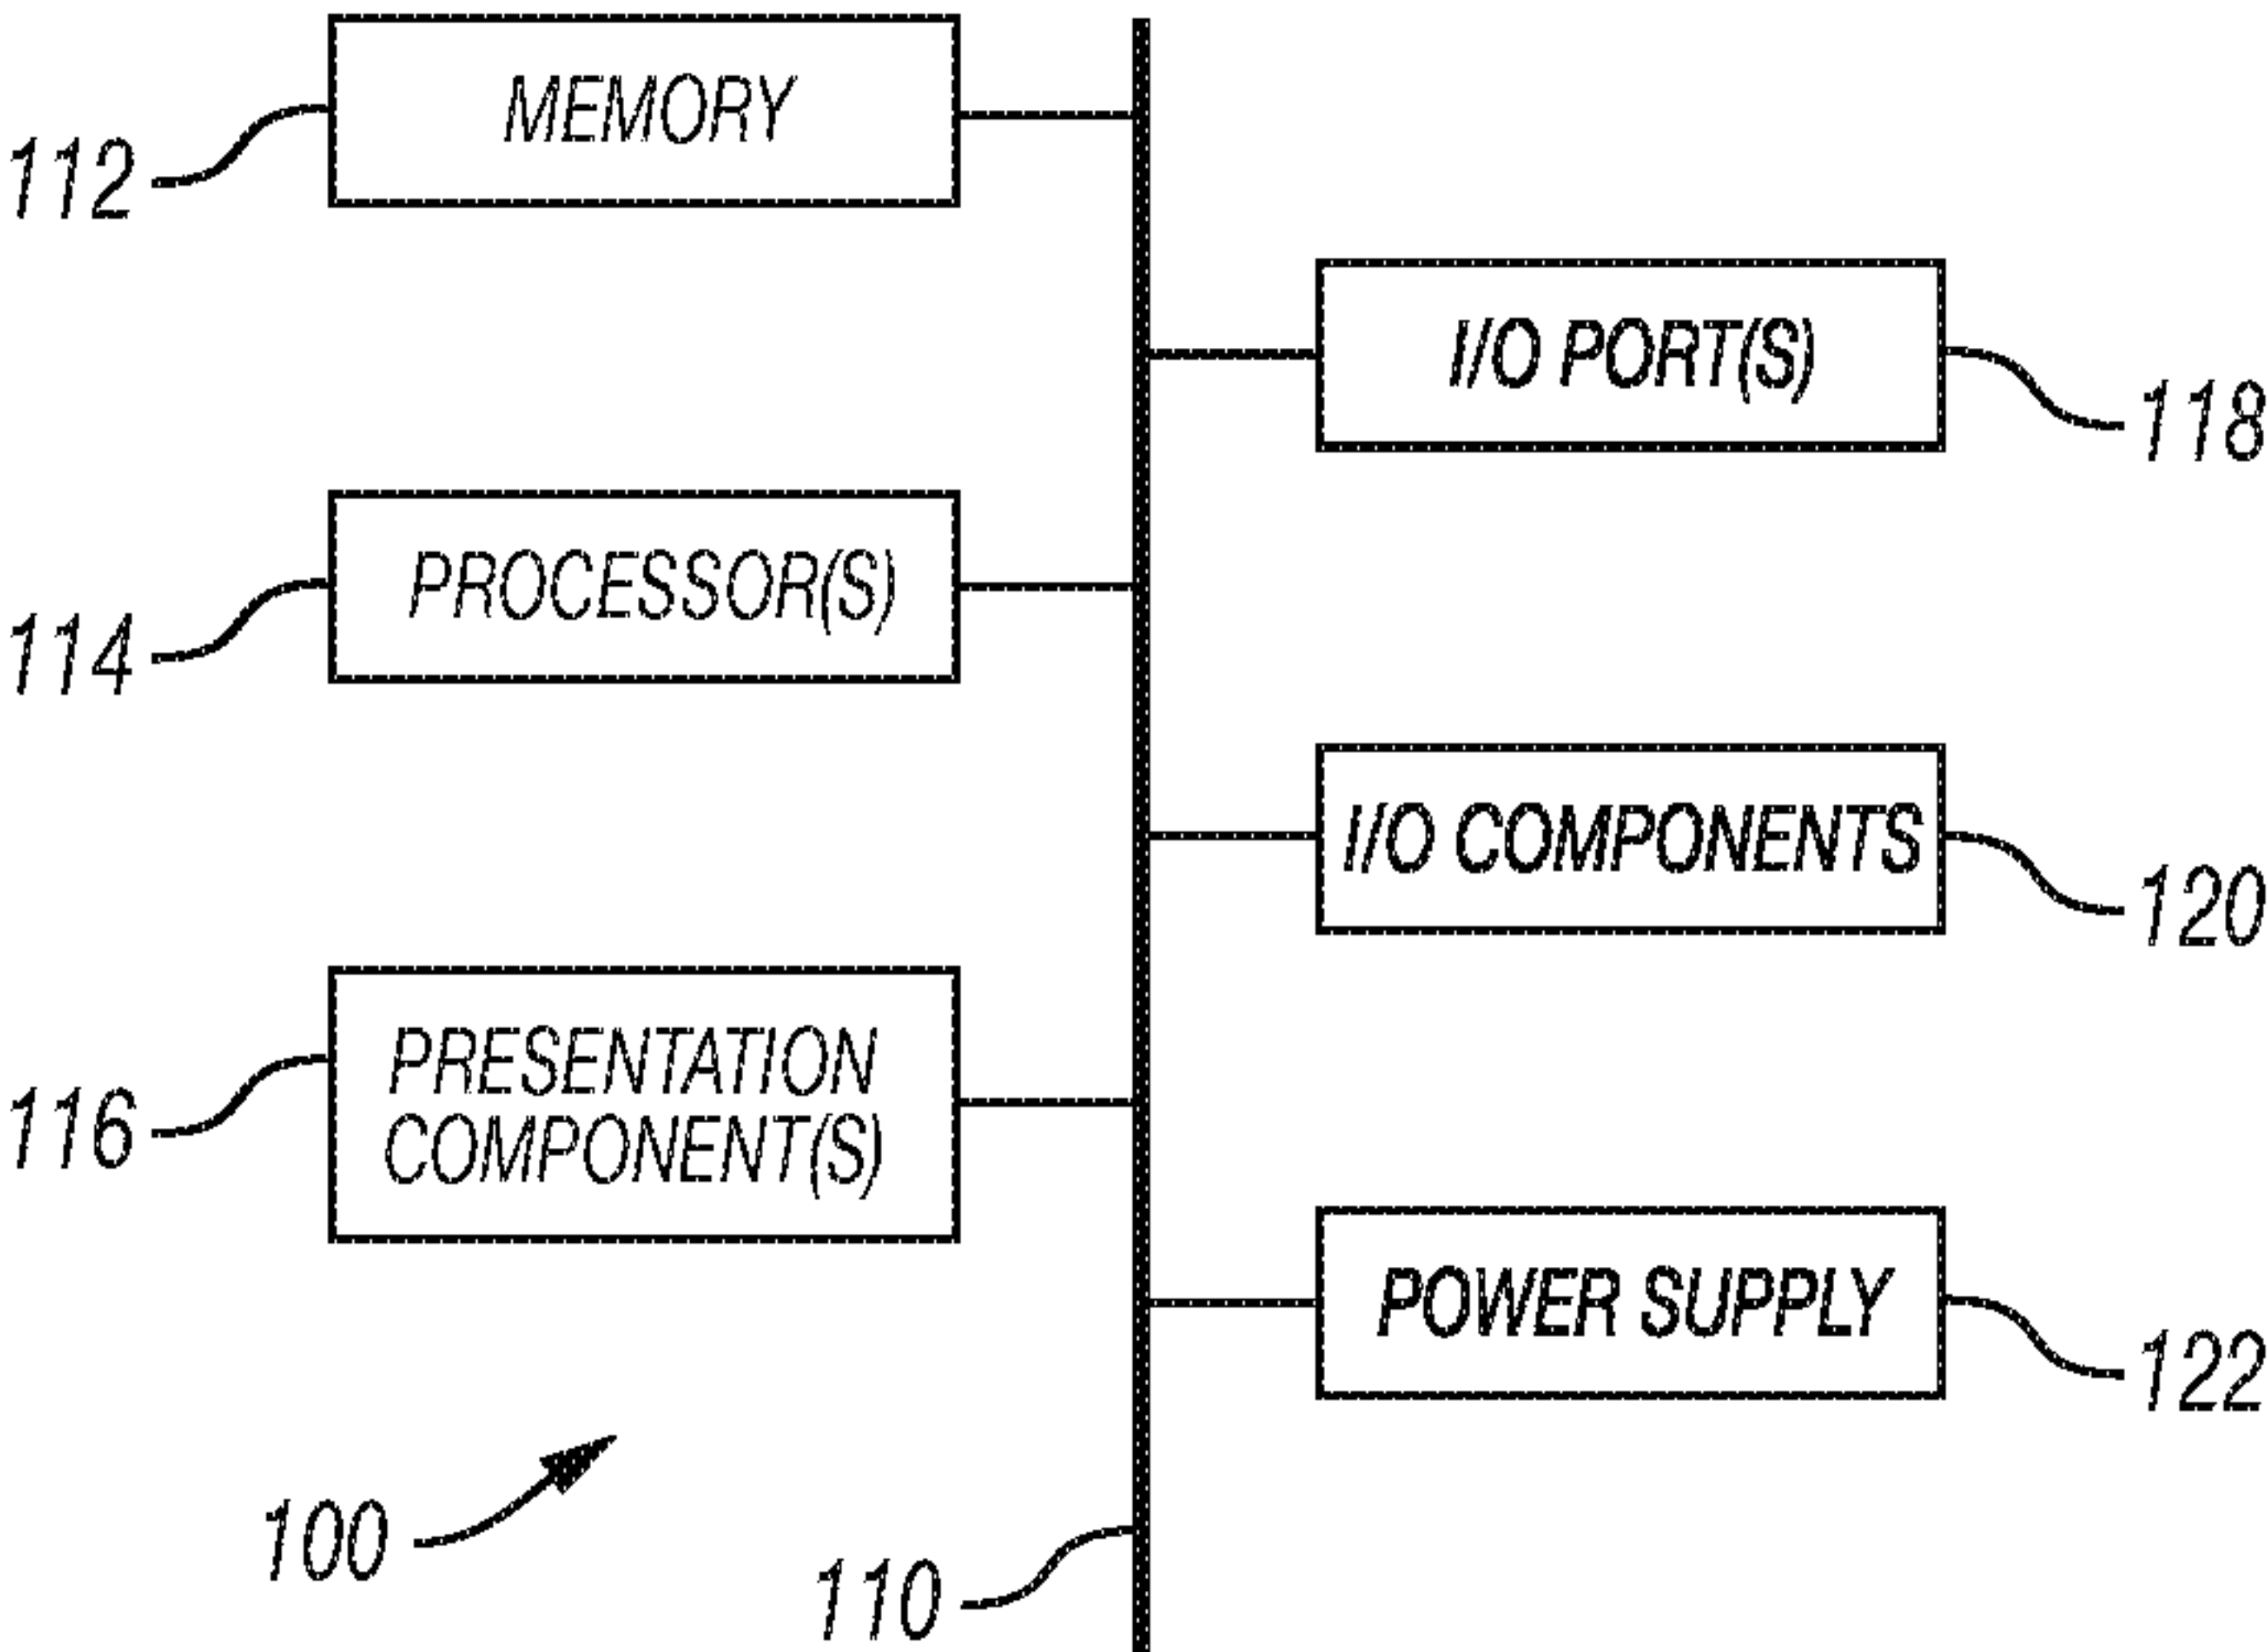 MEMORY
112
I/O PORT(S)
118
PROCESSOR(S)
114
I/O COMPONENTS
120
PRESENTATION
COMPONENT(S)
116
POWER SUPPLY
122
100
110